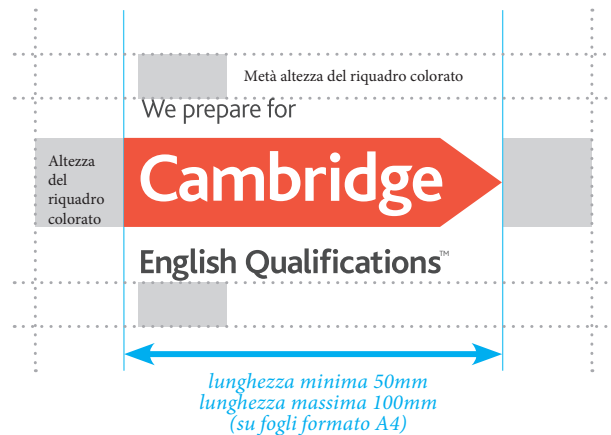 Metà altezza del riquadro colorato
We prepare for
Altezza
del
riquadro
colorato
Cambridge
English Qualifications™
lunghezza minima 50mm
lunghezza massima 100mm
(su fogli formato A4)